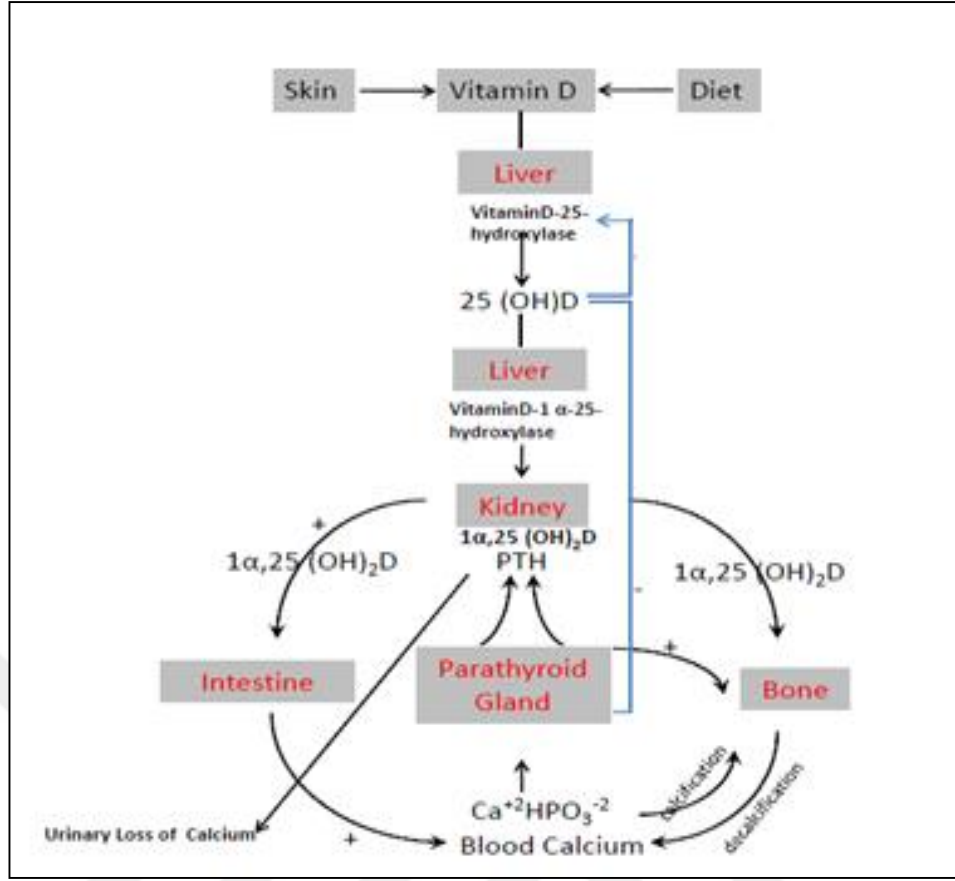 Skin
Vitamin D
Diet
Liver
VitaminD-25-
hydroxylase
25 (OH)D
Liver
VitaminD-1 α-25-
hydroxylase
Kidney
1α,25 (OH)₂D
PTH
+
1α,25 (OH)₂D
1α,25 (OH)₂D
-
+
Intestine
Parathyroid
Gland
Bone
Ca⁺²HPO₃⁻²
Blood Calcium
calcification
decalcification
Urinary Loss of Calcium
+